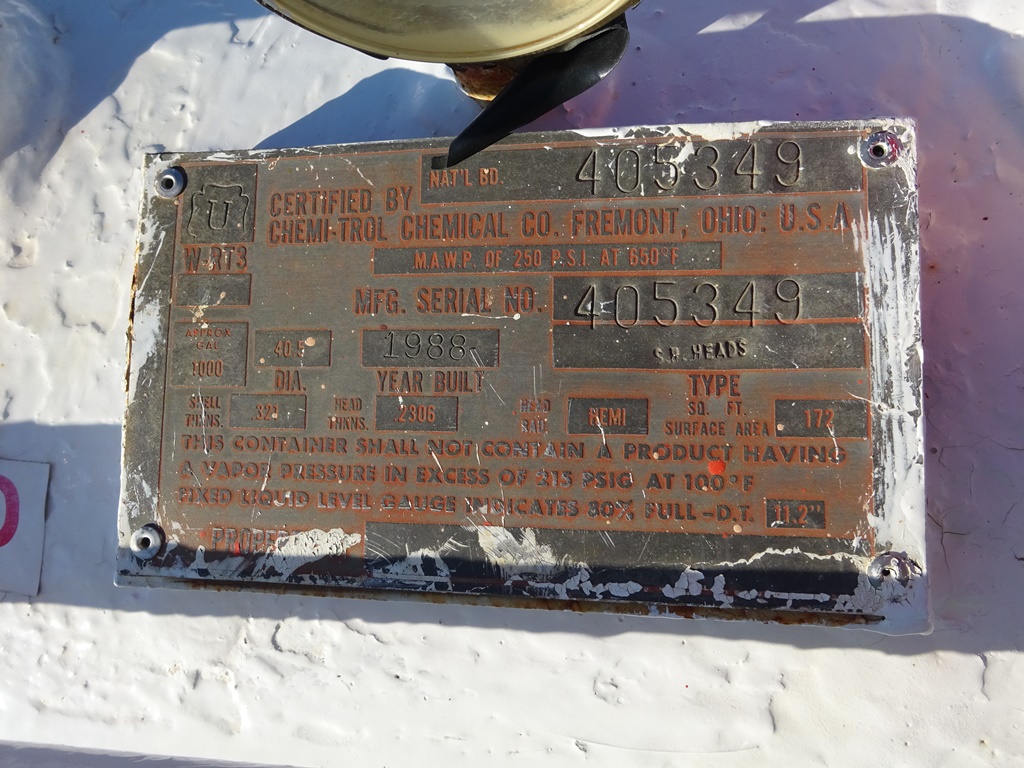 NAT'L BD. 405349
U
CERTIFIED BY
CHEMI-TROL CHEMICAL CO. FREMONT, OHIO: U.S.A
W-RT3
M.A.W.P. OF 250 P.S.I. AT 650°F
MFG. SERIAL NO. 405349
APPROX GAL 1000
40.5 DIA.
1988 YEAR BUILT
HEADS TYPE
SHELL THKNS. .321
HEAD THKNS. .2306
HEAD RAD. HEMI
SQ. FT. SURFACE AREA 172
THIS CONTAINER SHALL NOT CONTAIN A PRODUCT HAVING
A VAPOR PRESSURE IN EXCESS OF 215 PSIG AT 100°F
FIXED LIQUID LEVEL GAUGE INDICATES 80% FULL-D.T. 11.2"